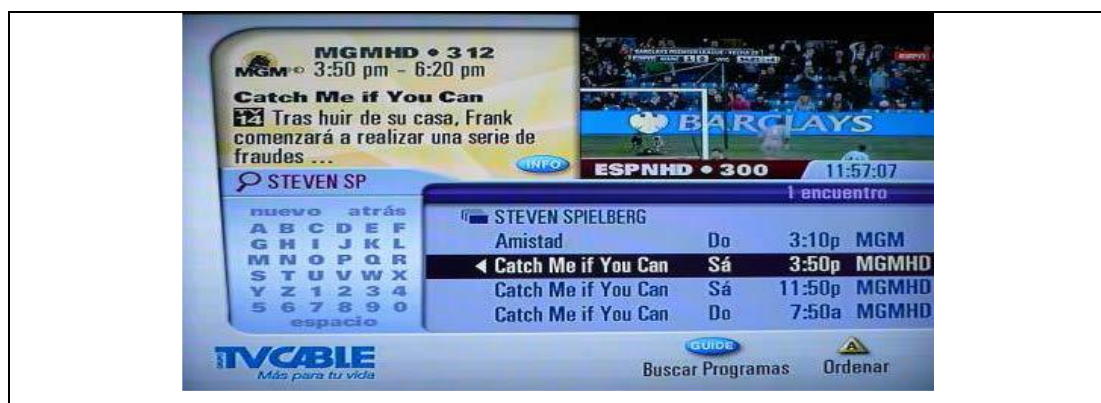 MGMHD • 312
MGM HD 3:50 pm - 6:20 pm
Catch Me if You Can
14 Tras huir de su casa, Frank
comenzará a realizar una serie de
fraudes ...
INFO
BARCLAYS
ESPNHD • 300 11:57:07
STEVEN SP
1 encuentro
nuevo atrás
A B C D E F
G H I J K L
M N O P Q R
S T U V W X
Y Z 1 2 3 4
5 6 7 8 9 0
espacio
STEVEN SPIELBERG
Amistad Do 3:10p MGM
Catch Me if You Can Sá 3:50p MGMHD
Catch Me if You Can Sá 11:50p MGMHD
Catch Me if You Can Do 7:50a MGMHD
TVCABLE
Más para tu vida
GUIDE
Buscar Programas
A
Ordenar